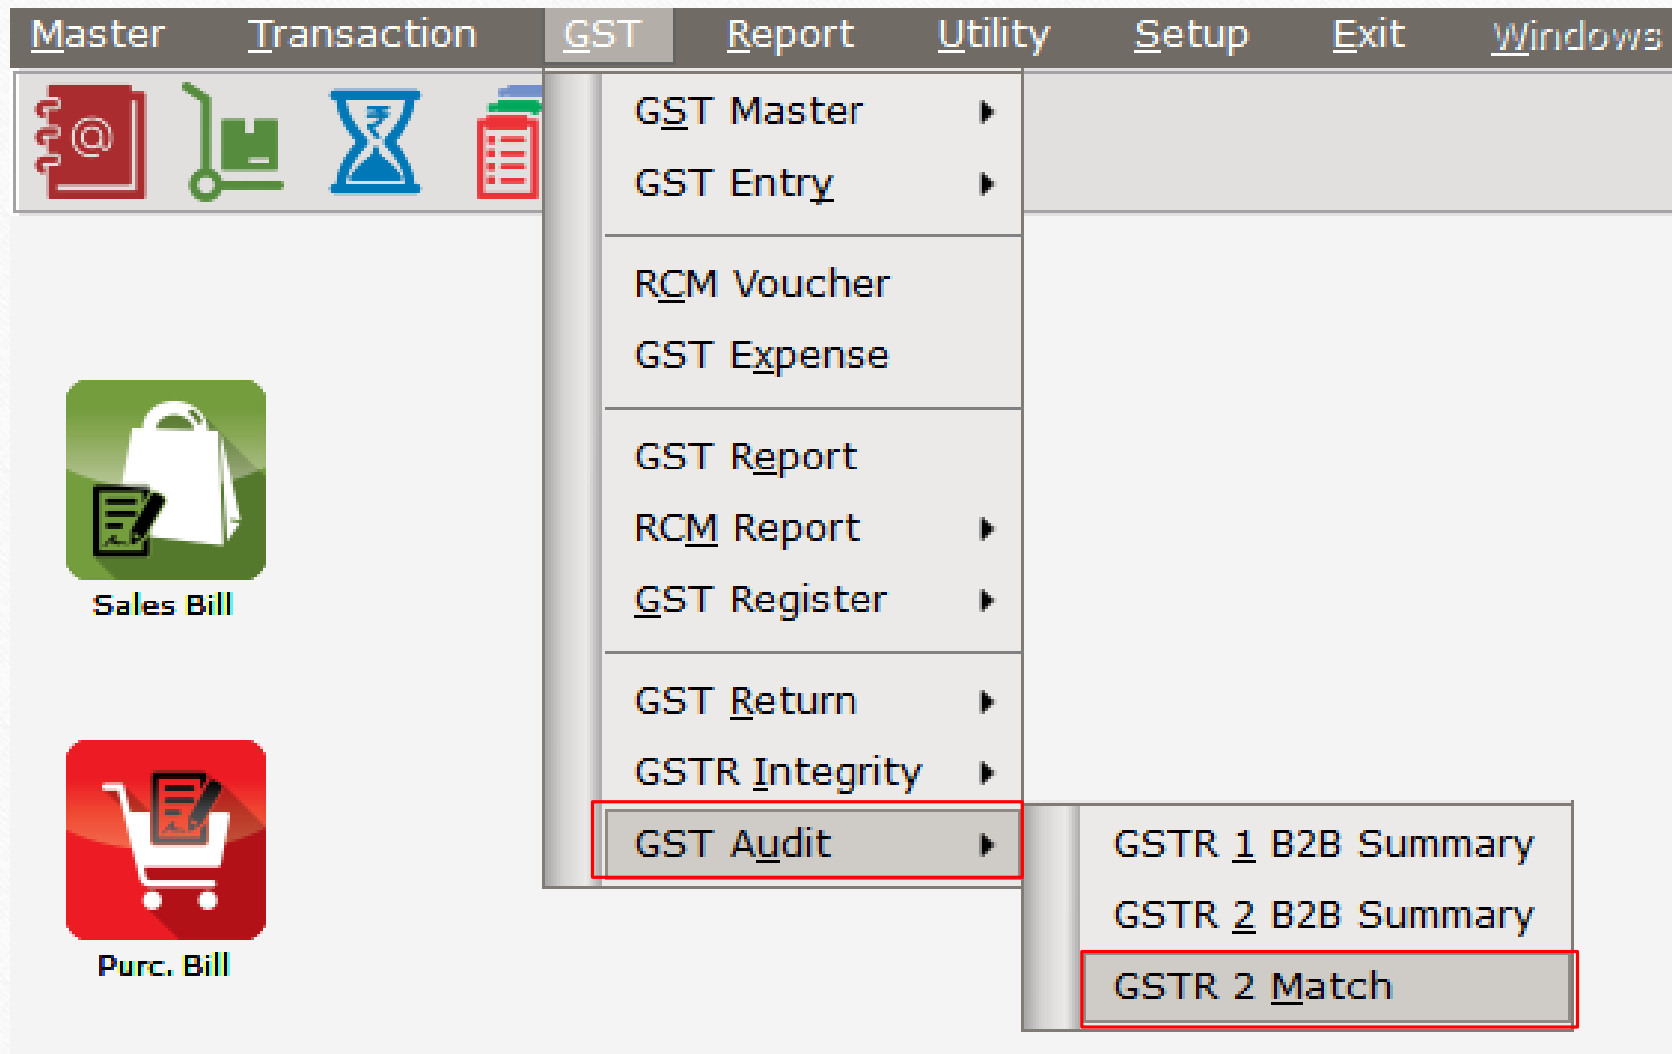 Master Transaction GST Report Utility Setup Exit Windows
@
₹
GST Master
GST Entry
RCM Voucher
GST Expense
GST Report
RCM Report
GST Register
GST Return
GSTR Integrity
GST Audit
GSTR 1 B2B Summary
GSTR 2 B2B Summary
GSTR 2 Match
Sales Bill
Purc. Bill